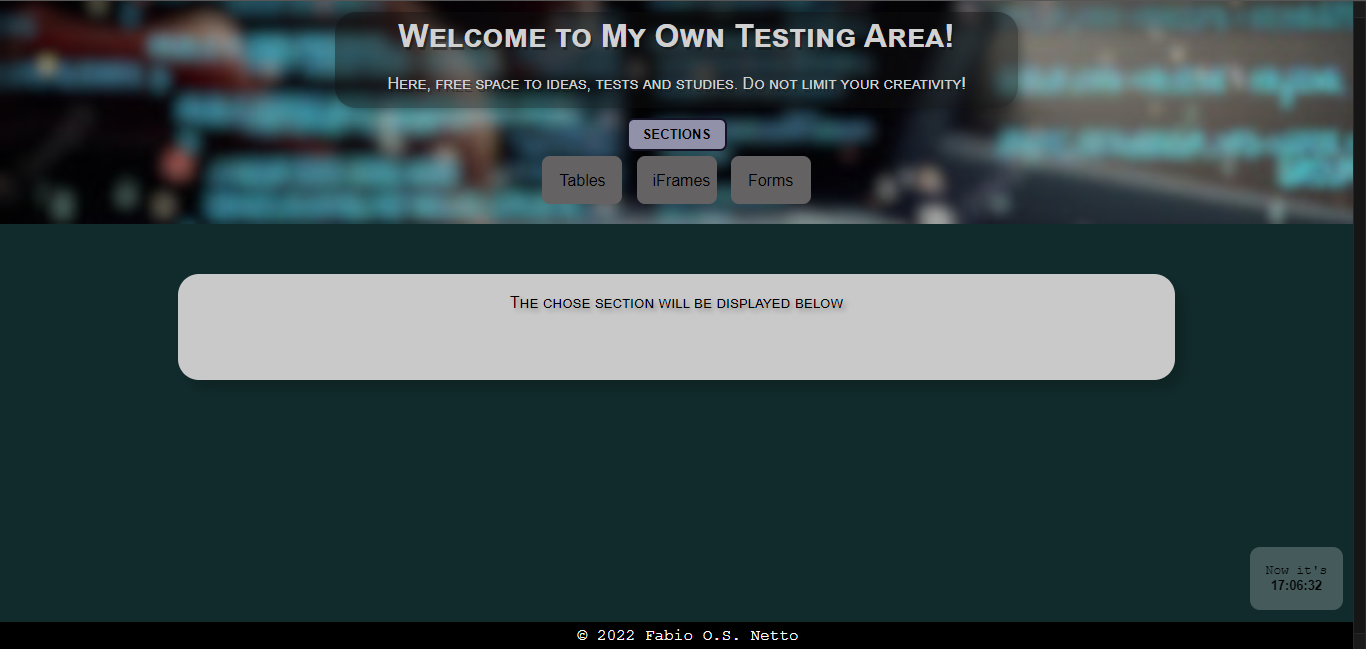 Welcome to My Own Testing Area!
Here, free space to ideas, tests and studies. Do not limit your creativity!
SECTIONS
Tables iFrames Forms
The chose section will be displayed below
Now it's
17:06:32
© 2022 Fabio O.S. Netto